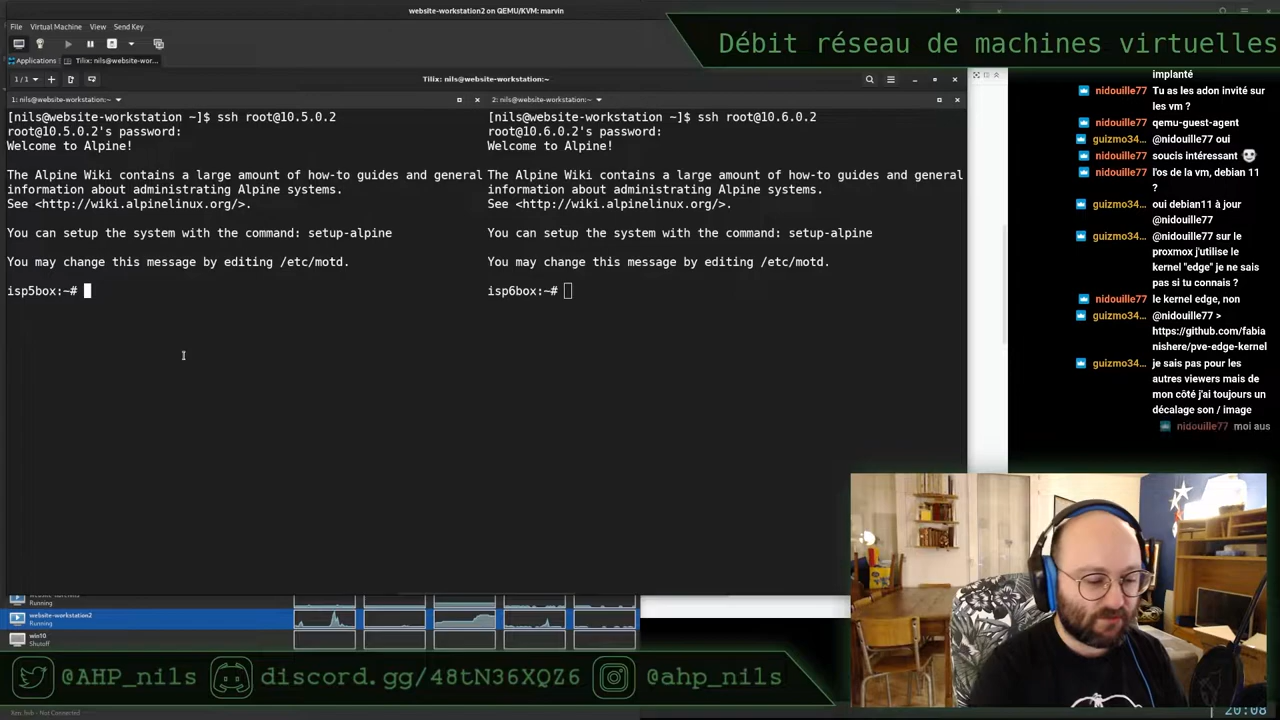 website-workstation2 on QEMU/KVM: marvin
File Virtual Machine View Send Key
Applications Tilix: nils@website-wor...
1/1 Tilix: nils@website-workstation:~
1: nils@website-workstation:~
[nils@website-workstation ~]$ ssh root@10.5.0.2
root@10.5.0.2's password:
Welcome to Alpine!
The Alpine Wiki contains a large amount of how-to guides and general
information about administrating Alpine systems.
See <http://wiki.alpinelinux.org/>.
You can setup the system with the command: setup-alpine
You may change this message by editing /etc/motd.
isp5box:~#
2: nils@website-workstation:~
[nils@website-workstation ~]$ ssh root@10.6.0.2
root@10.6.0.2's password:
Welcome to Alpine!
The Alpine Wiki contains a large amount of how-to guides and general
information about administrating Alpine systems.
See <http://wiki.alpinelinux.org/>.
You can setup the system with the command: setup-alpine
You may change this message by editing /etc/motd.
isp6box:~#
Débit réseau de machines virtuelles
implanté
nidouille77 Tu as les adon invité sur
les vm ?
nidouille77 qemu-guest-agent
guizmo34... @nidouille77 oui
nidouille77 soucis intéressant
nidouille77 l'os de la vm, debian 11
?
guizmo34... oui debian11 à jour
@nidouille77
guizmo34... @nidouille77 sur le
proxmox j'utilise le
kernel "edge" je ne sais
pas si tu connais ?
nidouille77 le kernel edge, non
guizmo34... @nidouille77 >
https://github.com/fabia
nishere/pve-edge-kernel
guizmo34... je sais pas pour les
autres viewers mais de
mon côté j'ai toujours un
décalage son / image
nidouille77 moi aus
Running
website-workstation2
Running
win10
Shutoff
@AHP_nils discord.gg/48tN36XQZ6 @ahp_nils
20:08